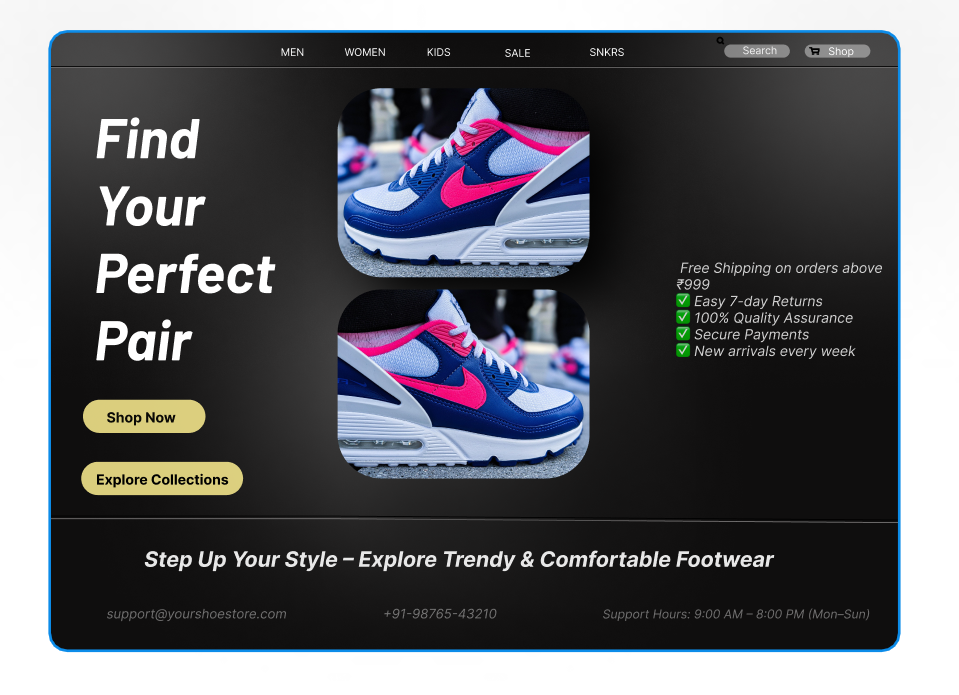 MEN WOMEN KIDS SALE SNKRS Search Shop
Find
Your
Perfect
Pair
Free Shipping on orders above
₹999
✅ Easy 7-day Returns
✅ 100% Quality Assurance
✅ Secure Payments
✅ New arrivals every week
Shop Now
Explore Collections
Step Up Your Style – Explore Trendy & Comfortable Footwear
support@yourshoestore.com +91-98765-43210 Support Hours: 9:00 AM – 8:00 PM (Mon–Sun)